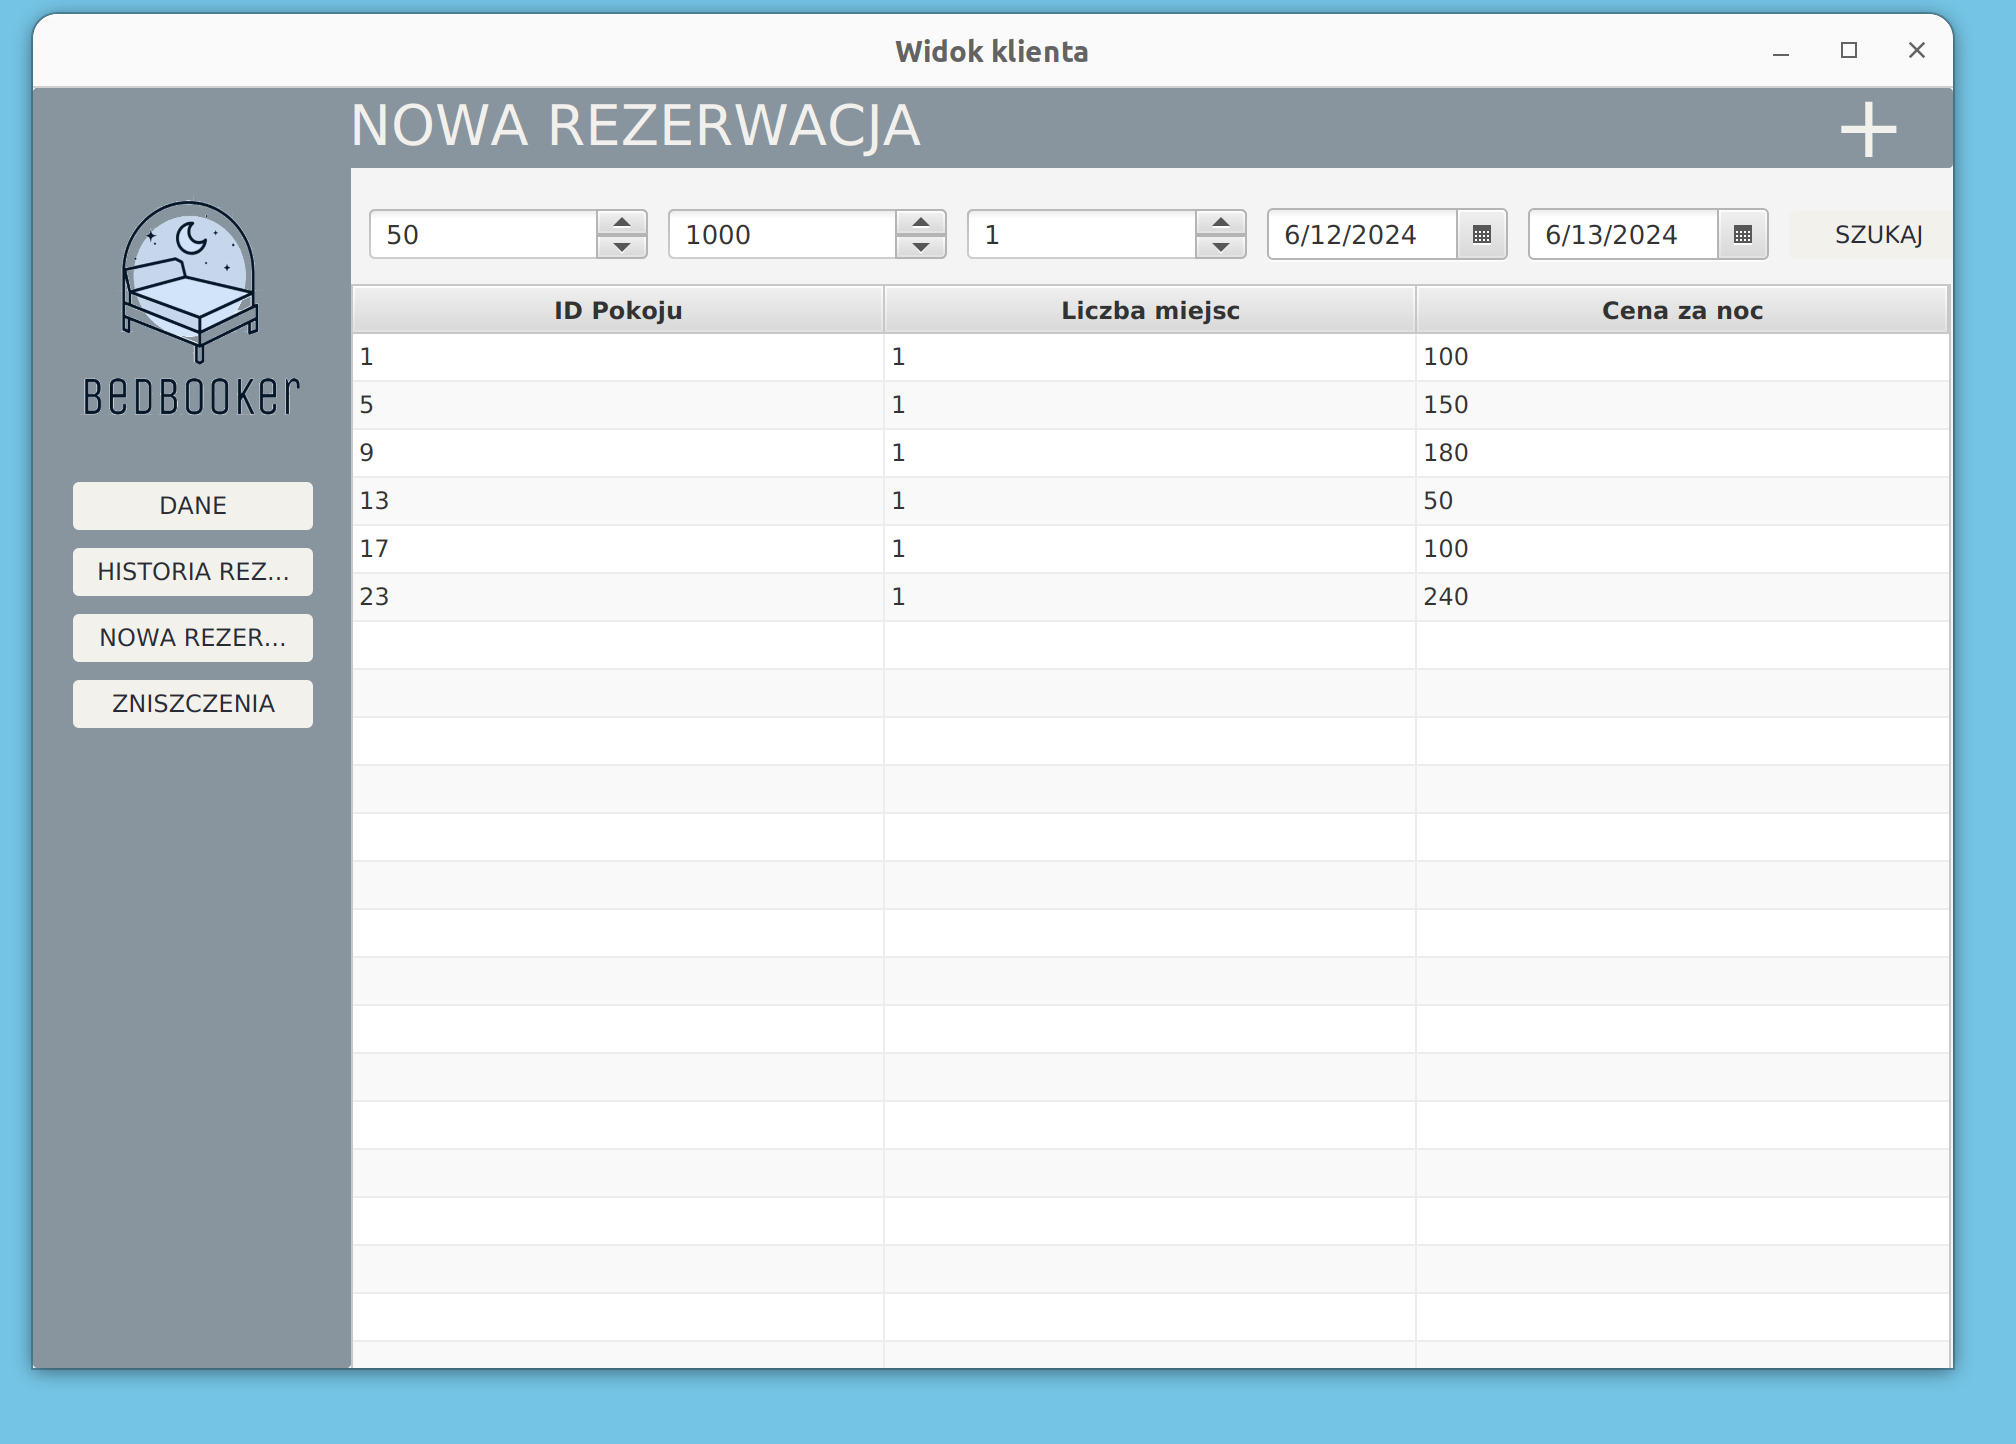 Widok klienta
NOWA REZERWACJA +
50 1000 1 6/12/2024 6/13/2024 SZUKAJ
BEDBOOKER
DANE
HISTORIA REZ...
NOWA REZER...
ZNISZCZENIA
ID Pokoju Liczba miejsc Cena za noc
1 1 100
5 1 150
9 1 180
13 1 50
17 1 100
23 1 240